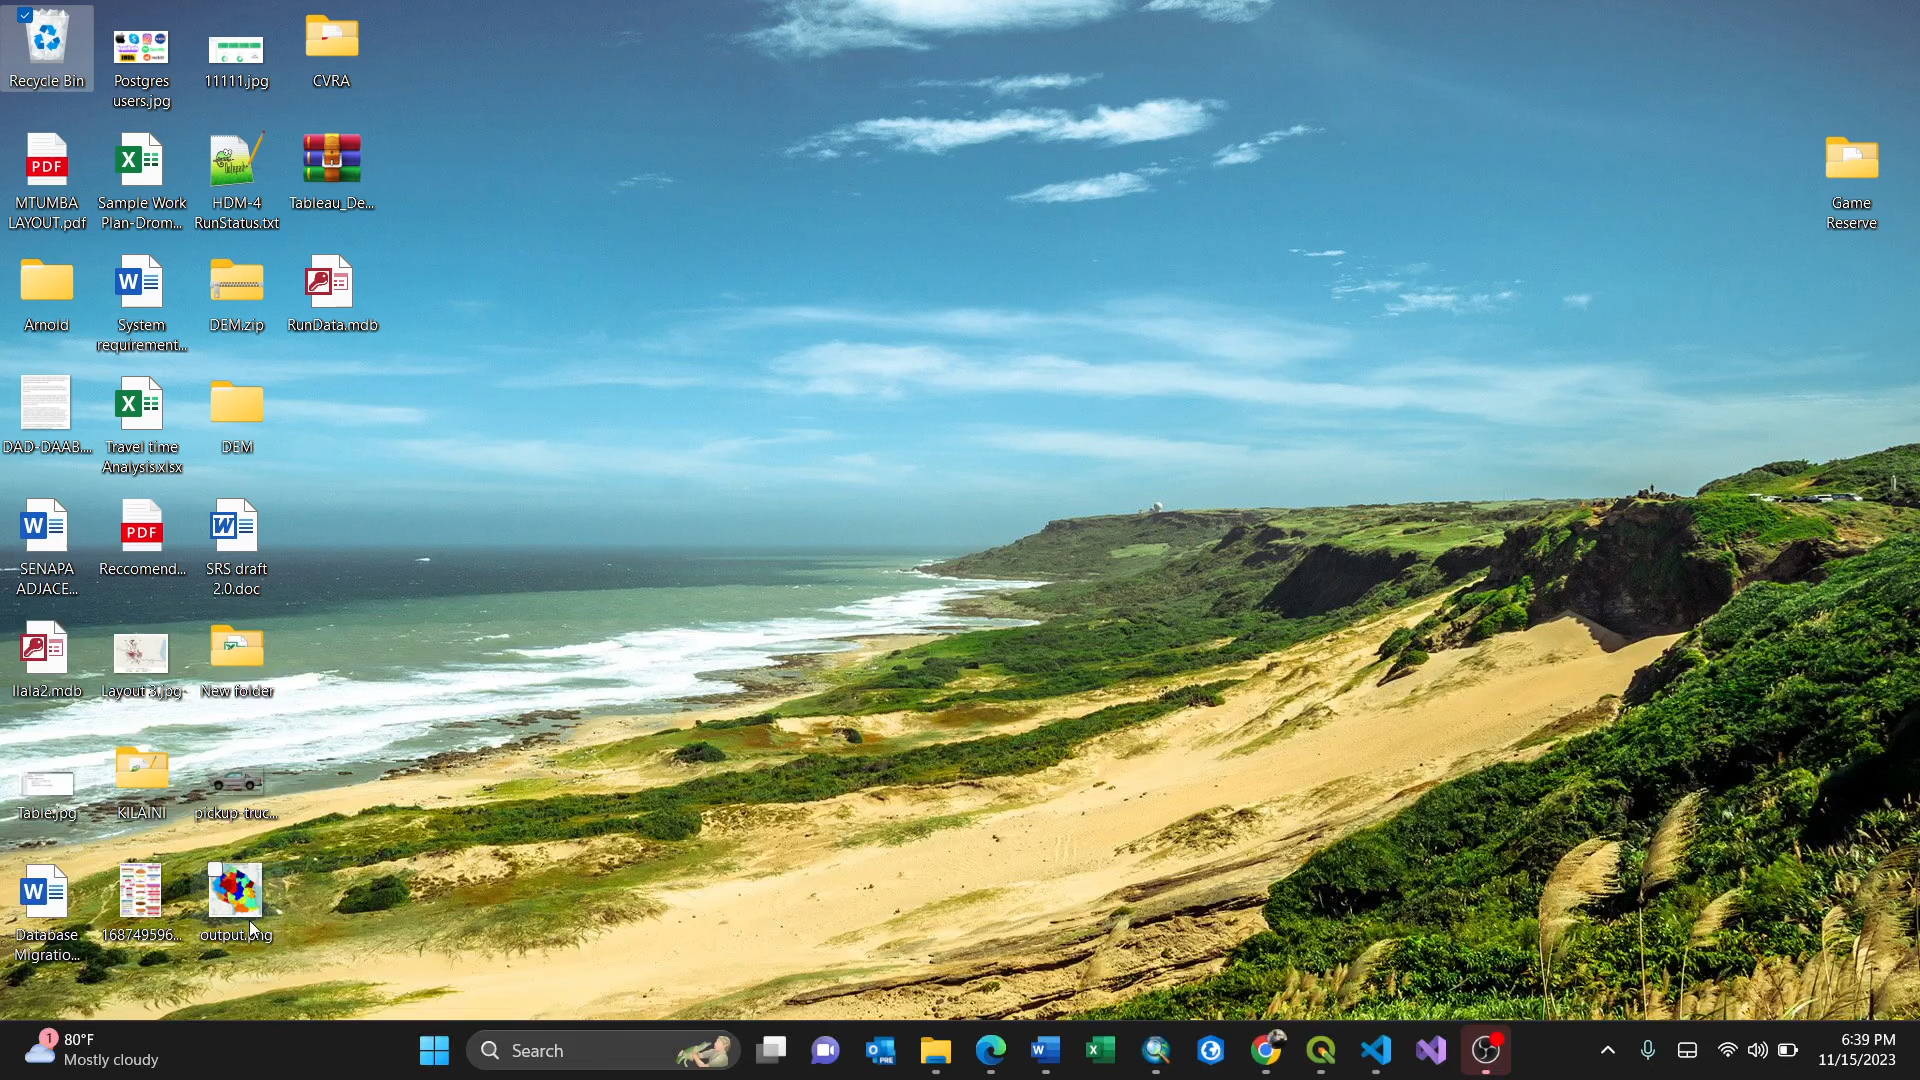 Recycle Bin
Postgres
users.jpg
11111.jpg
CVRA
MTUMBA
LAYOUT.pdf
Sample Work
Plan-Drom...
HDM-4
RunStatus.txt
Tableau_De...
Game
Reserve
Arnold
System
requirement...
DEM.zip
RunData.mdb
DAD-DAAB....
Travel time
Analysis.xlsx
DEM
SENAPA
ADJACE...
Reccomend...
SRS draft
2.0.doc
Ilala2.mdb
Layout 3.jpg
New folder
Table.jpg
KILAINI
pickup-truc...
Database
Migratio...
168749596...
output.png
1
80°F
Mostly cloudy
Search
6:39 PM
11/15/2023